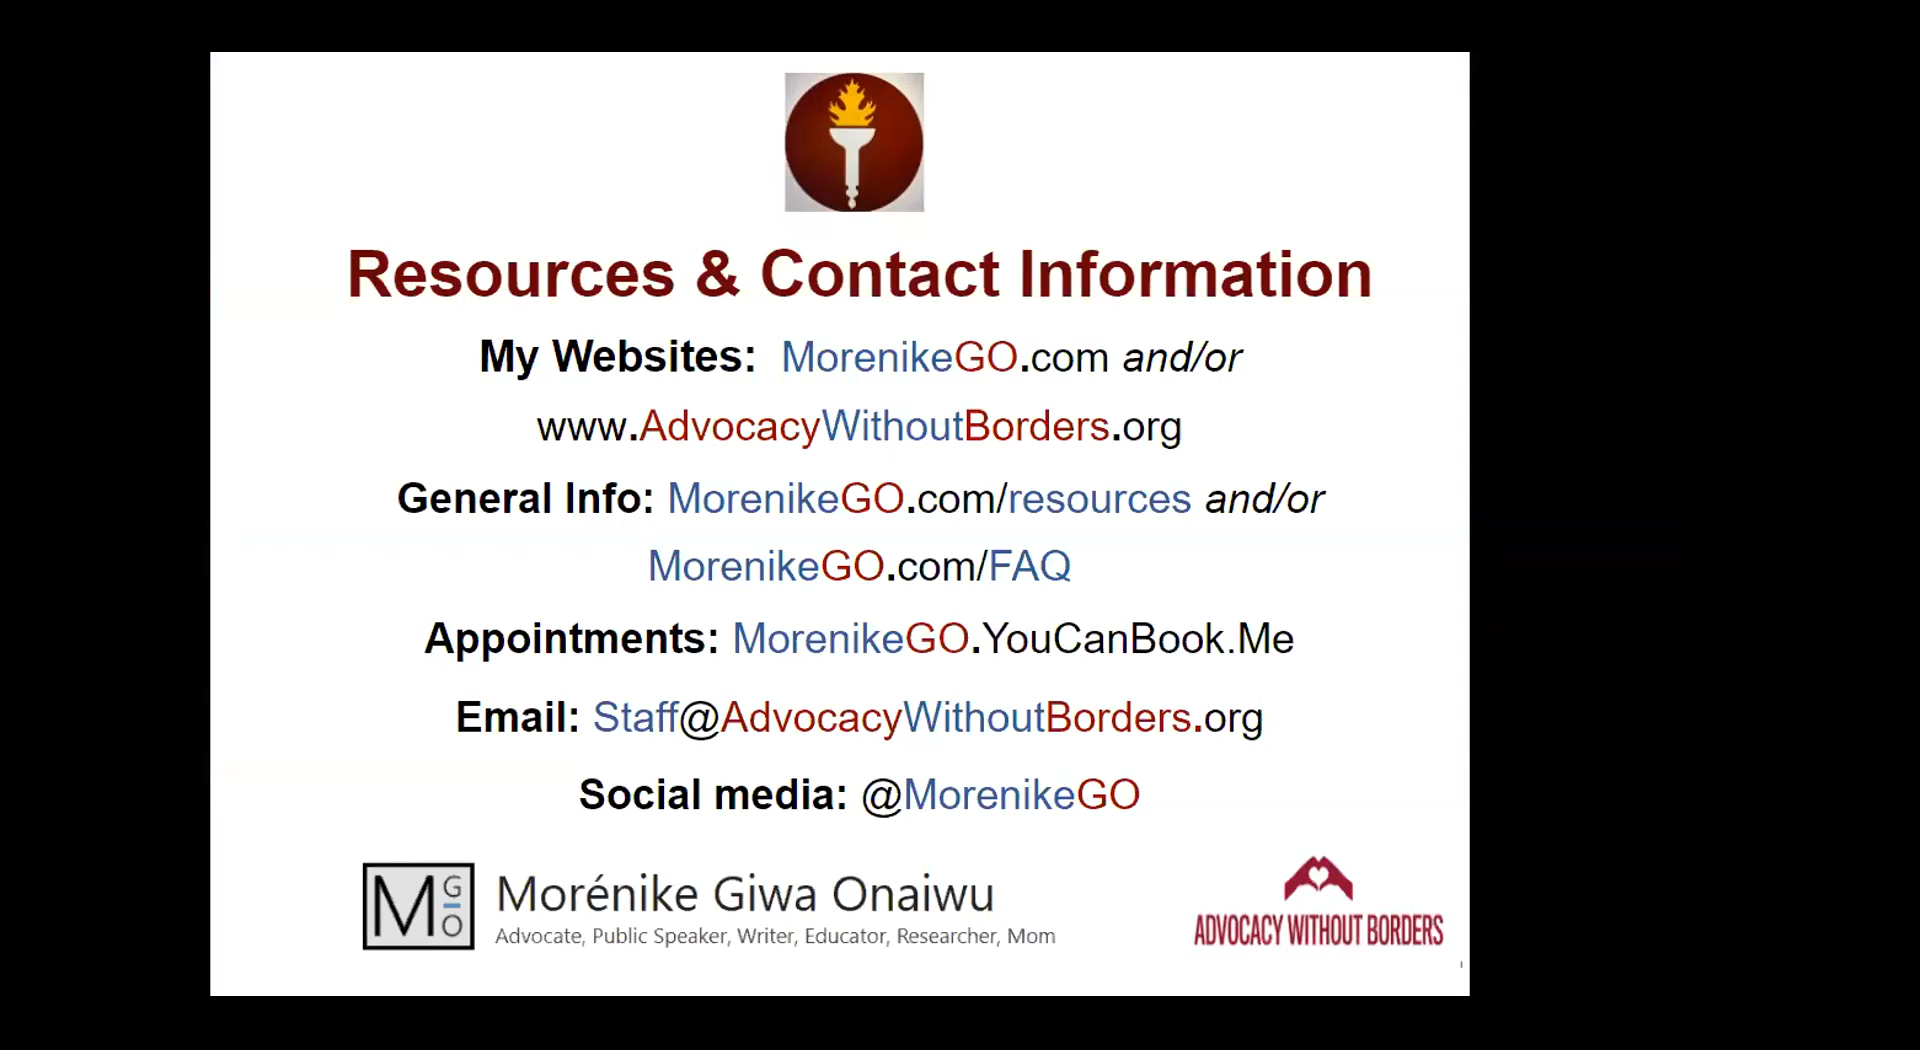 Resources & Contact Information
My Websites: MorenikeGO.com and/or
www.AdvocacyWithoutBorders.org
General Info: MorenikeGO.com/resources and/or
MorenikeGO.com/FAQ
Appointments: MorenikeGO.YouCanBook.Me
Email: Staff@AdvocacyWithoutBorders.org
Social media: @MorenikeGO
MGO
Morénike Giwa Onaiwu
Advocate, Public Speaker, Writer, Educator, Researcher, Mom
ADVOCACY WITHOUT BORDERS